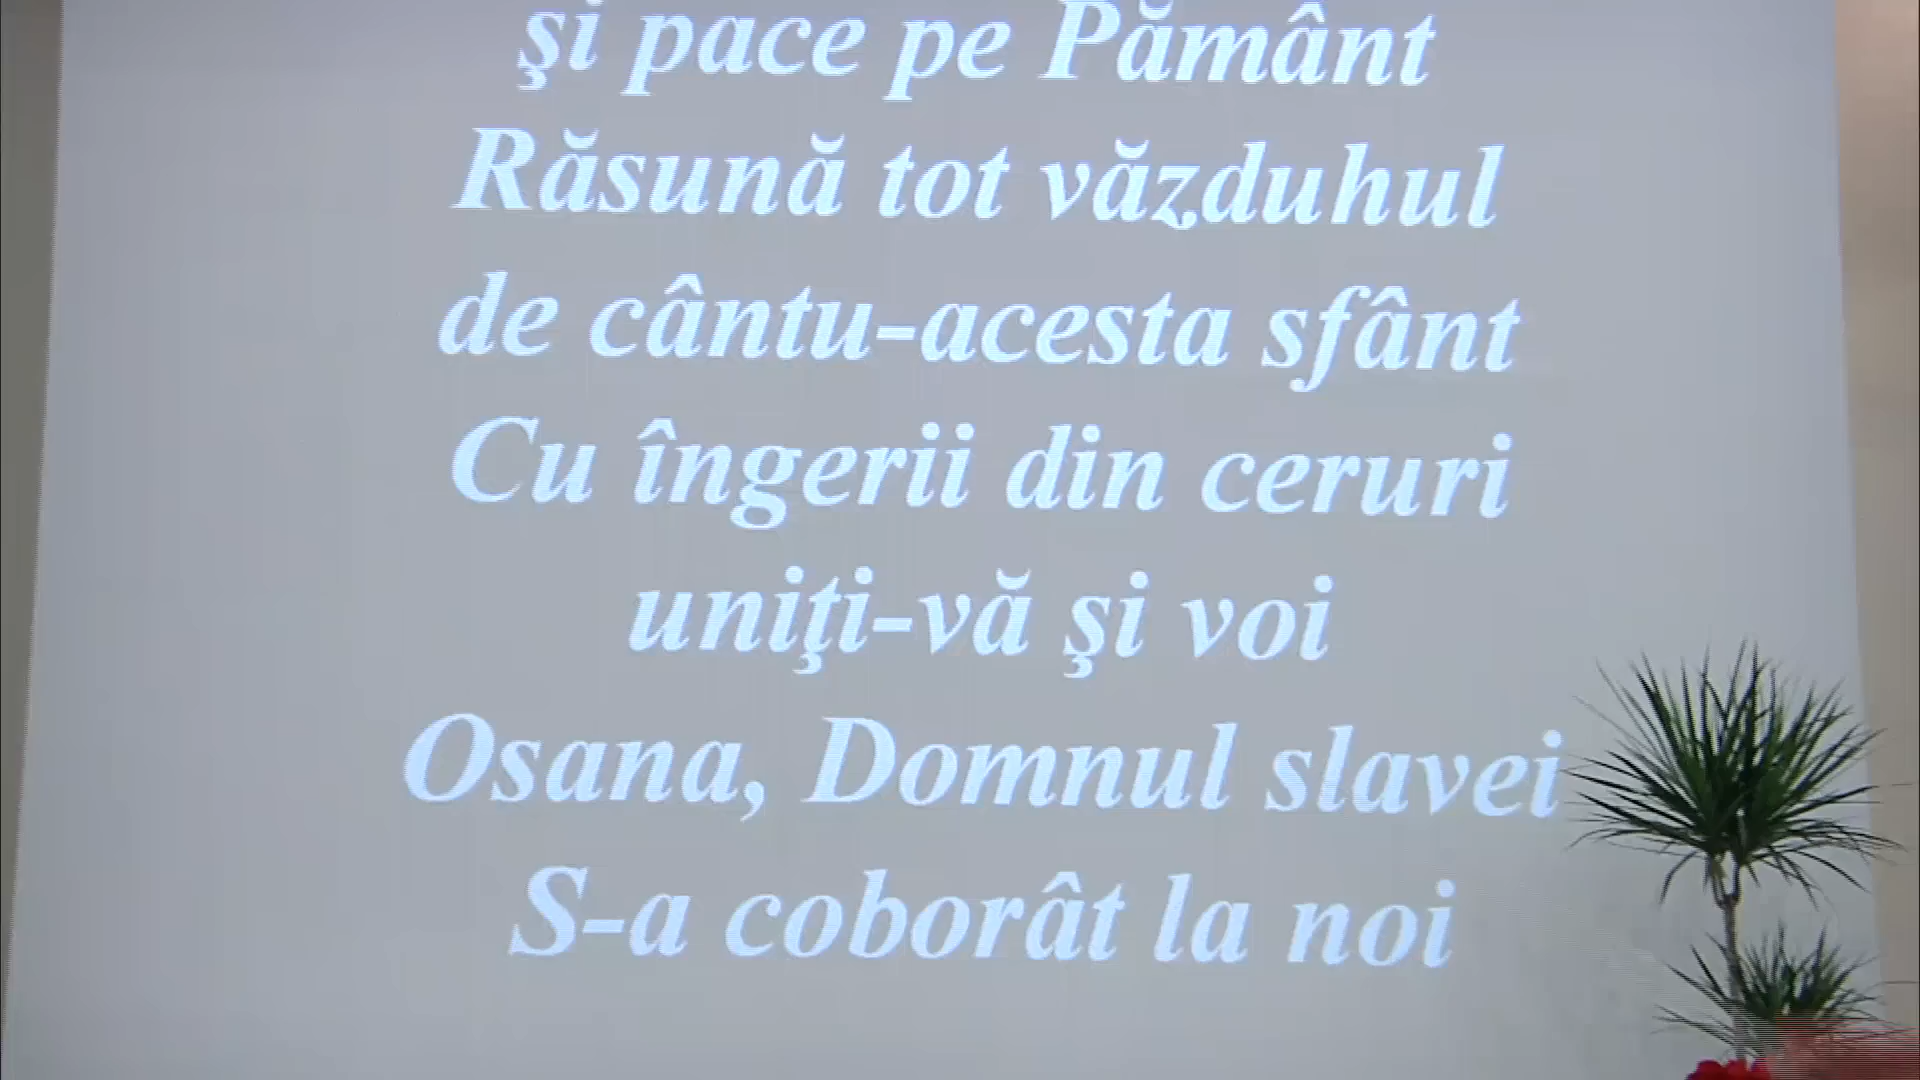 şi pace pe Pământ
Răsună tot văzduhul
de cântu-acesta sfânt
Cu îngerii din ceruri
uniţi-vă şi voi
Osana, Domnul slavei
S-a coborât la noi